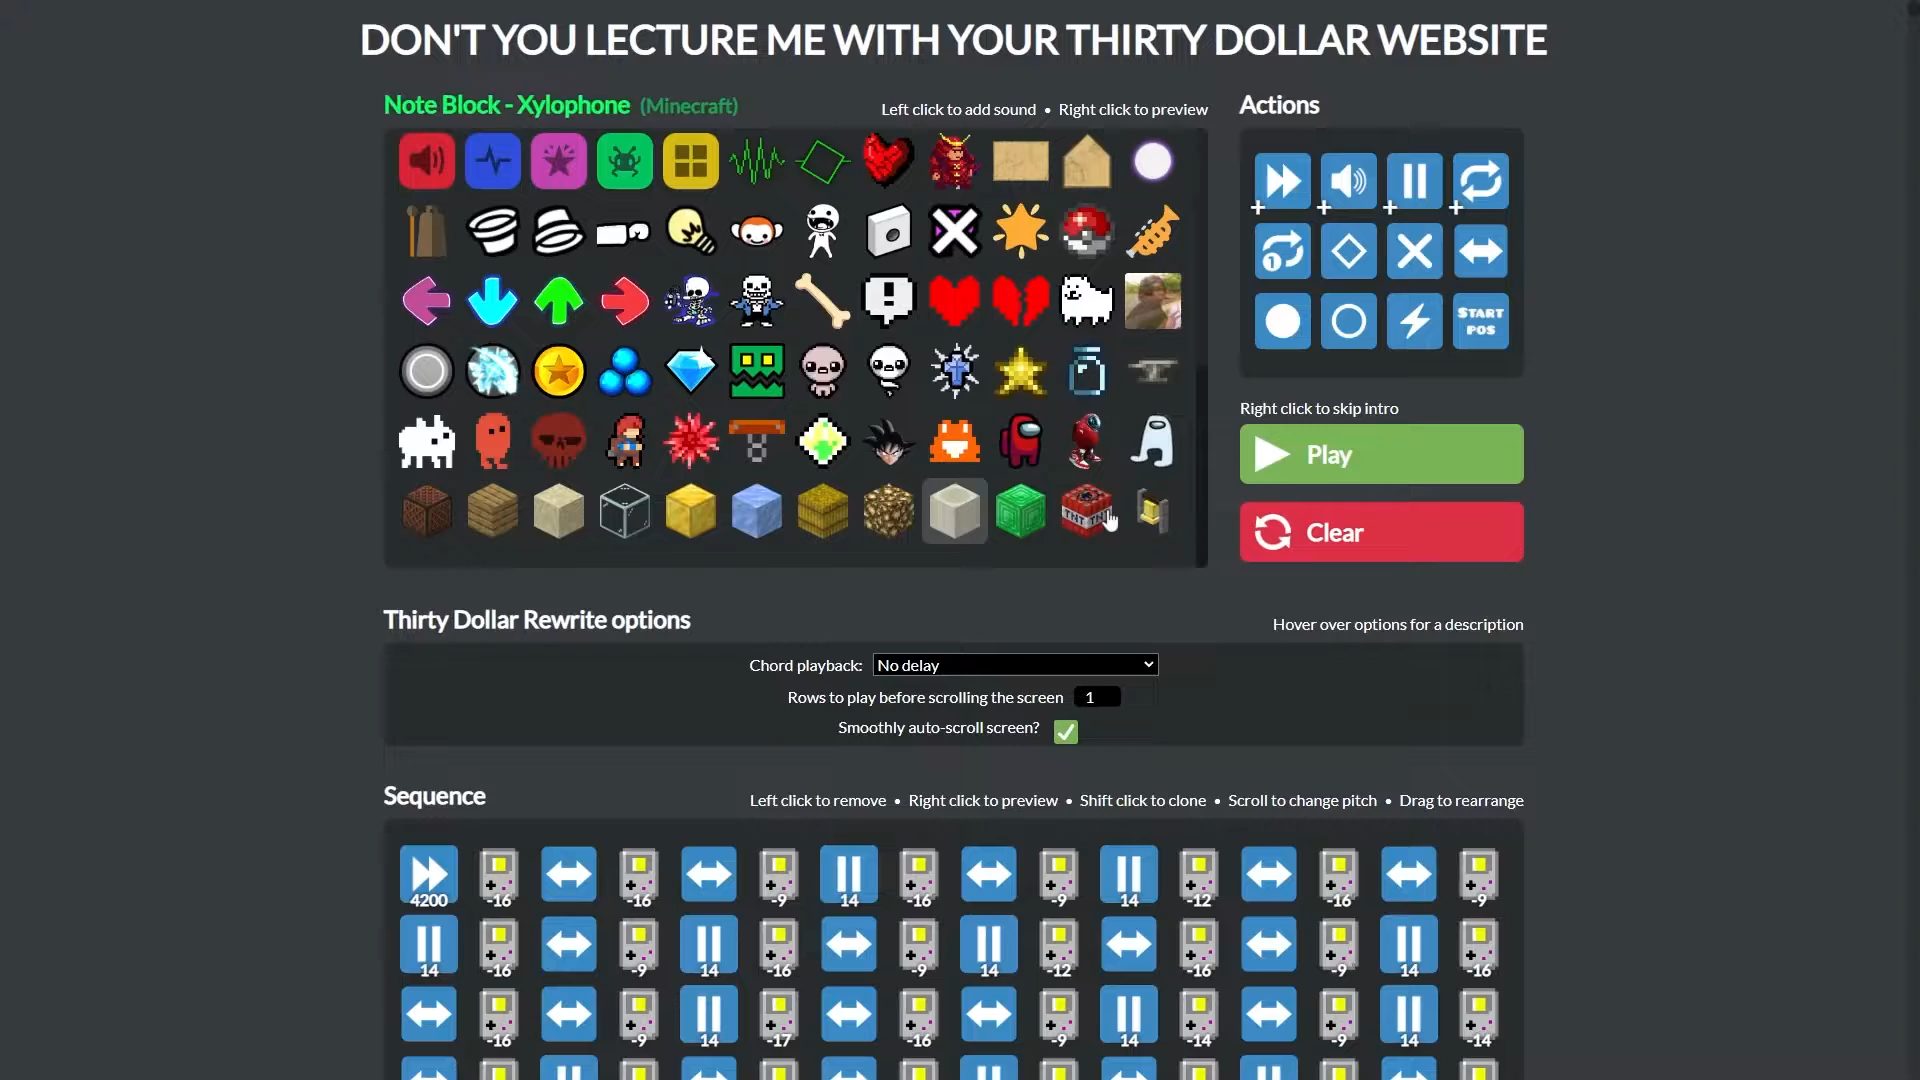 DON'T YOU LECTURE ME WITH YOUR THIRTY DOLLAR WEBSITE
Note Block - Xylophone (Minecraft)
Left click to add sound • Right click to preview
Actions
+ + + +
1
START
POS
TNT TNT
Right click to skip intro
Play
Clear
Thirty Dollar Rewrite options
Hover over options for a description
Chord playback: No delay
Rows to play before scrolling the screen 1
Smoothly auto-scroll screen?
Sequence
Left click to remove • Right click to preview • Shift click to clone • Scroll to change pitch • Drag to rearrange
4200 -16 -16 -9 14 -16 -9 14 -12 -16 -9
14 -16 -9 14 -16 -9 14 -12 -16 -9 14 -16
-16 -9 14 -17 -16 -9 14 -14 -9 14 -14